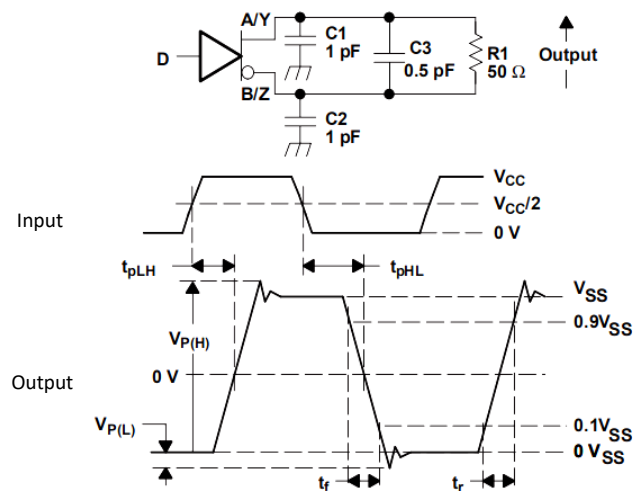 A/Y
D
B/Z
C1
1 pF
C2
1 pF
C3
0.5 pF
R1
50 Ω
Output
Input
VCC
VCC/2
0 V
tpLH
tpHL
Output
VP(H)
0 V
VP(L)
VSS
0.9VSS
0.1VSS
0 VSS
tf
tr